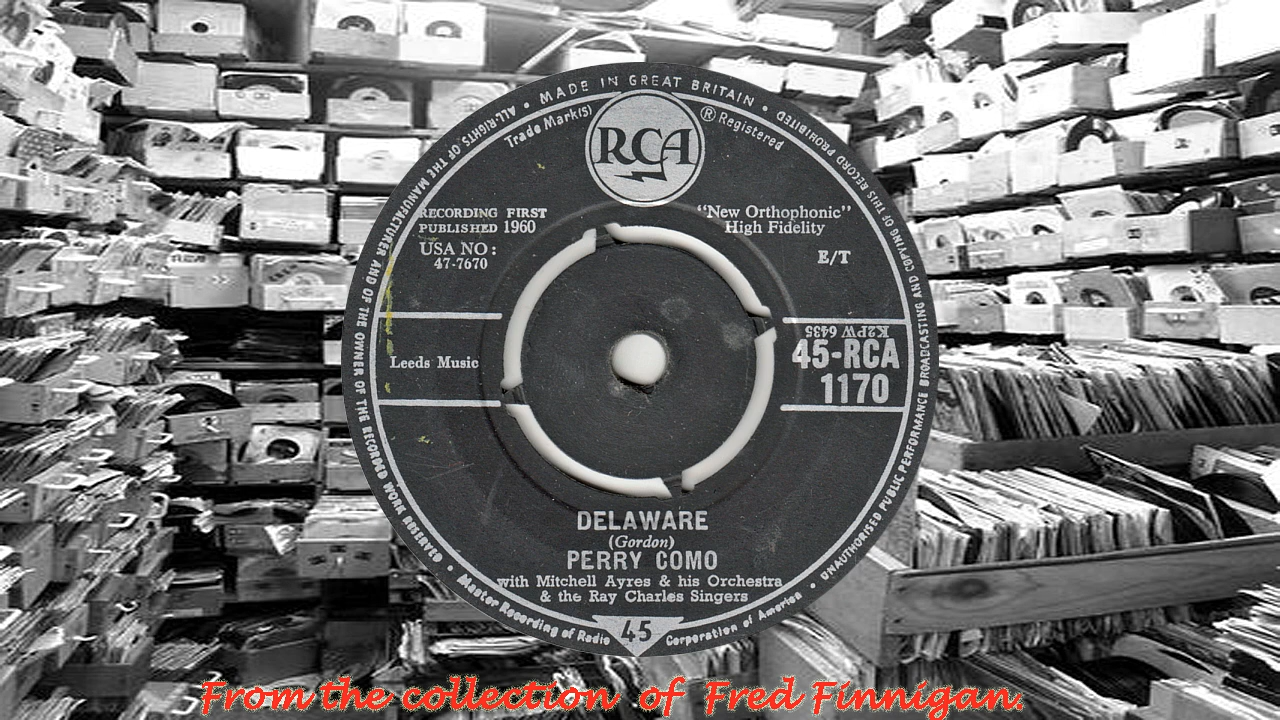 • MADE IN GREAT BRITAIN •
ALL RIGHTS OF THE MANUFACTURER AND OF THE OWNER OF THE RECORDED WORK RESERVED •
UNAUTHORISED PUBLIC PERFORMANCE BROADCASTING AND COPYING OF THIS RECORD PROHIBITED
Trade Mark(S)
RCA
® Registered
RECORDING FIRST
PUBLISHED 1960
USA NO:
47-7670
"New Orthophonic"
High Fidelity
E/T
Leeds Music
K2PW 6435
45-RCA
1170
DELAWARE
(Gordon)
PERRY COMO
with Mitchell Ayres & his Orchestra
& the Ray Charles Singers
Master Recording of Radio Corporation of America •
45
From the collection of Fred Finnigan.